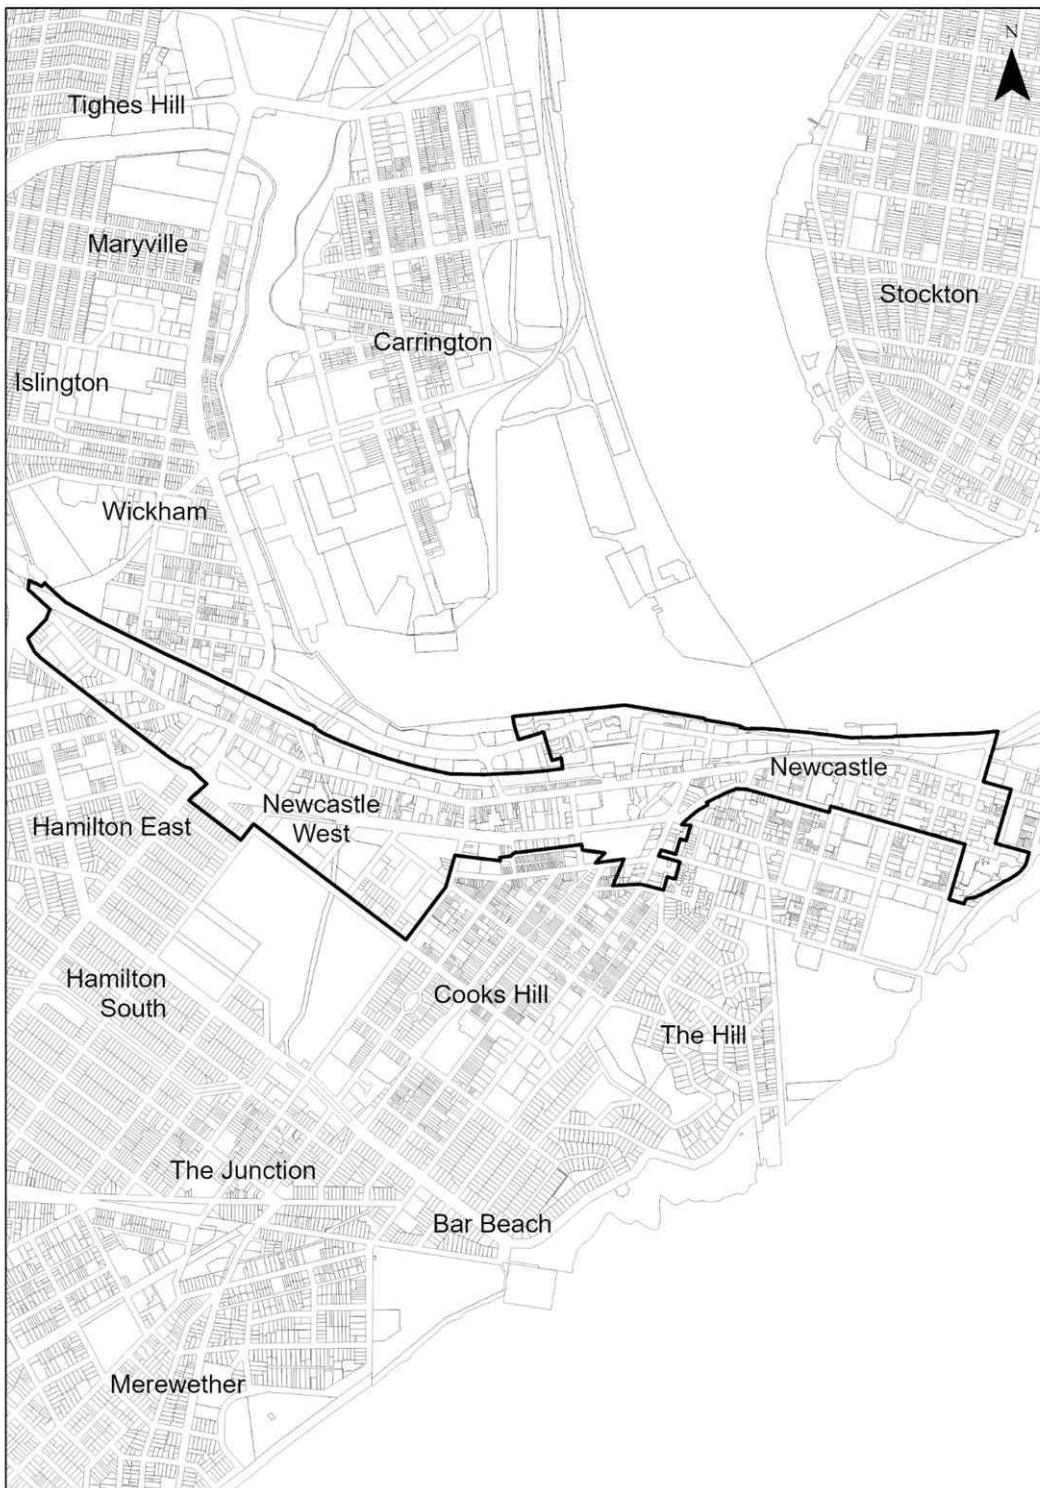 N
Tighes Hill
Maryville
Stockton
Carrington
Islington
Wickham
Newcastle
Newcastle
West
Hamilton East
Hamilton
South
Cooks Hill
The Hill
The Junction
Bar Beach
Merewether